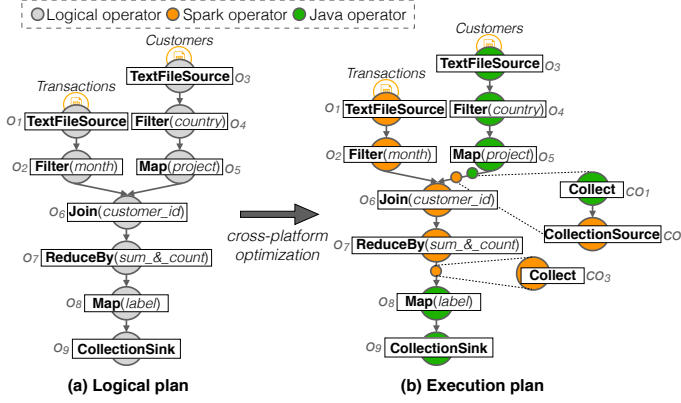 Logical operator Spark operator Java operator
Customers
TextFileSource o3
Transactions
o1 TextFileSource Filter(country) o4
o2 Filter(month) Map(project) o5
o6 Join(customer_id)
o7 ReduceBy(sum_&_count)
o8 Map(label)
o9 CollectionSink
(a) Logical plan
cross-platform
optimization
Customers
TextFileSource o3
Transactions
o1 TextFileSource Filter(country) o4
o2 Filter(month) Map(project) o5
o6 Join(customer_id)
o7 ReduceBy(sum_&_count)
o8 Map(label)
o9 CollectionSink
Collect co1
CollectionSource co
Collect co3
(b) Execution plan